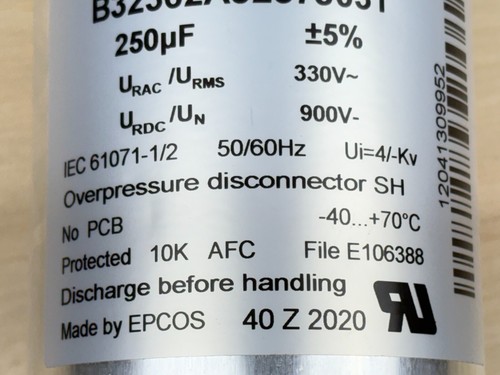 250µF ±5%
URAC /URMS 330V~
URDC /UN 900V-
IEC 61071-1/2 50/60Hz Ui=4/-Kv
Overpressure disconnector SH
No PCB -40...+70°C
Protected 10K AFC File E106388
Discharge before handling
Made by EPCOS 40 Z 2020
12041309952